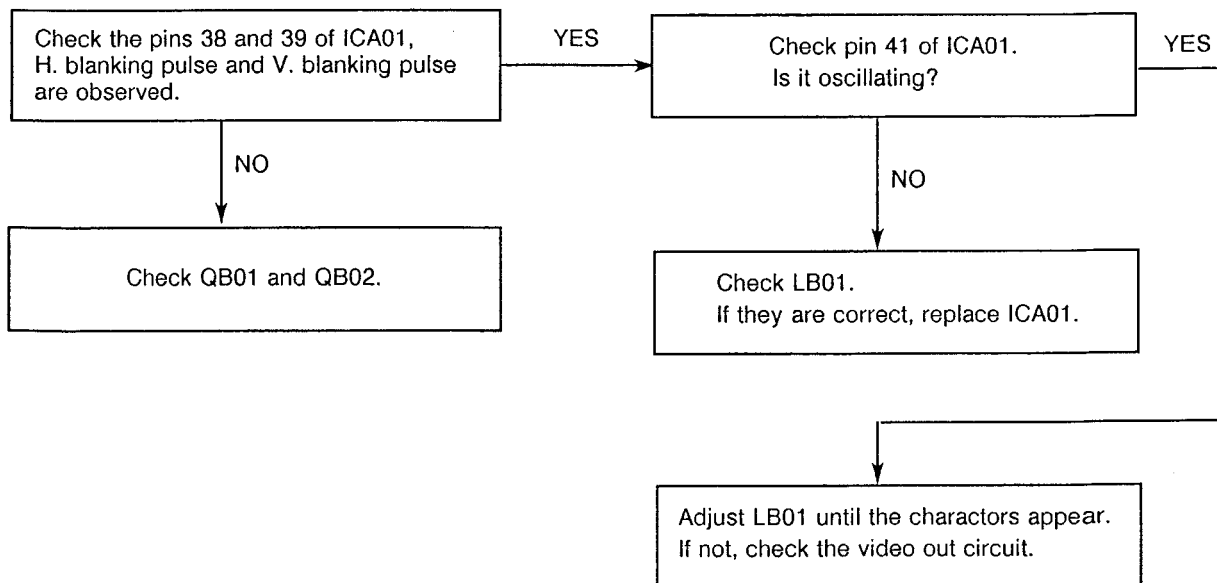 Check the pins 38 and 39 of ICA01,
H. blanking pulse and V. blanking pulse
are observed.
YES
Check pin 41 of ICA01.
Is it oscillating?
YES
NO
NO
Check QB01 and QB02.
Check LB01.
If they are correct, replace ICA01.
Adjust LB01 until the charactors appear.
If not, check the video out circuit.